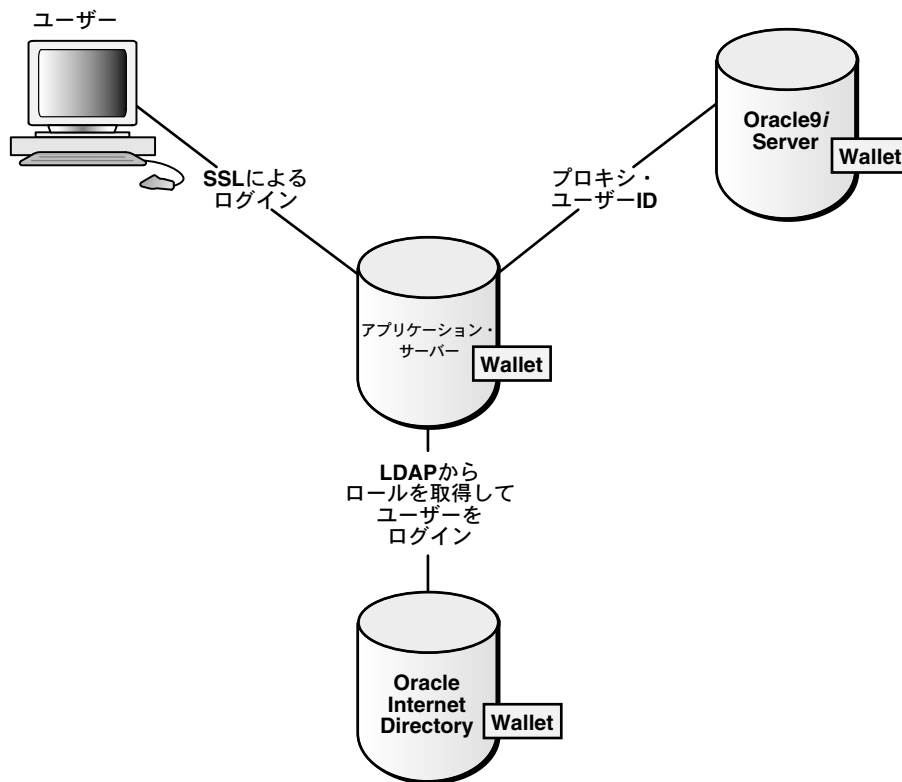 ユーザー
Oracle9i
Server
Wallet
SSLによる
ログイン
プロキシ・
ユーザーID
アプリケーション・
サーバー
Wallet
LDAPから
ロールを取得して
ユーザーを
ログイン
Oracle
Internet
Directory
Wallet